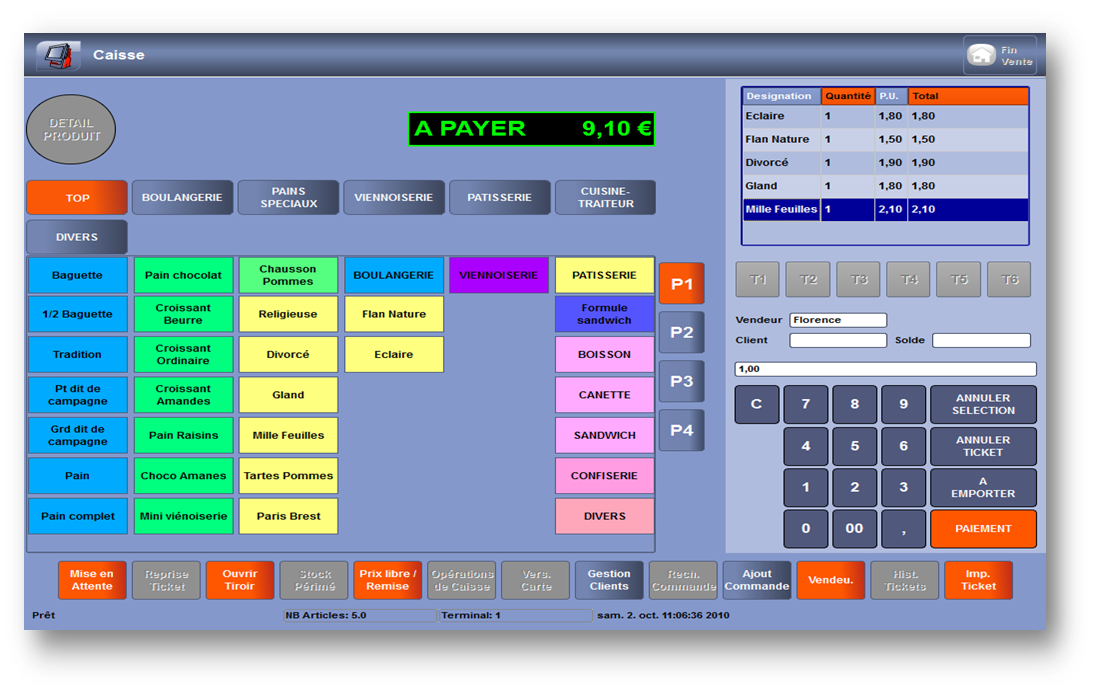 Caisse
Fin
Vente
DETAIL
PRODUIT
A PAYER 9,10 €
TOP
BOULANGERIE
PAINS
SPECIAUX
VIENNOISERIE
PATISSERIE
CUISINE-
TRAITEUR
DIVERS
Baguette
Pain chocolat
Chausson
Pommes
BOULANGERIE
VIENNOISERIE
PATISSERIE
1/2 Baguette
Croissant
Beurre
Religieuse
Flan Nature
Formule
sandwich
Tradition
Croissant
Ordinaire
Divorcé
Eclaire
BOISSON
Pt dit de
campagne
Croissant
Amandes
Gland
CANETTE
Grd dit de
campagne
Pain Raisins
Mille Feuilles
SANDWICH
Pain
Choco Amanes
Tartes Pommes
CONFISERIE
Pain complet
Mini viénoiserie
Paris Brest
DIVERS
P1
P2
P3
P4
Designation Quantité P.U. Total
Eclaire 1 1,80 1,80
Flan Nature 1 1,50 1,50
Divorcé 1 1,90 1,90
Gland 1 1,80 1,80
Mille Feuilles 1 2,10 2,10
T1 T2 T3 T4 T5 T6
Vendeur Florence
Client Solde
1,00
C 7 8 9
ANNULER
SELECTION
4 5 6
ANNULER
TICKET
1 2 3
A
EMPORTER
0 00 ,
PAIEMENT
Mise en
Attente
Reprise
Ticket
Ouvrir
Tiroir
Stock
Périmé
Prix libre /
Remise
Opérations
de Caisse
Vers.
Carte
Gestion
Clients
Rech.
Commande
Ajout
Commande
Vendeu.
Hist.
Tickets
Imp.
Ticket
Prêt
NB Articles: 5.0
Terminal: 1
sam. 2. oct. 11:06:36 2010